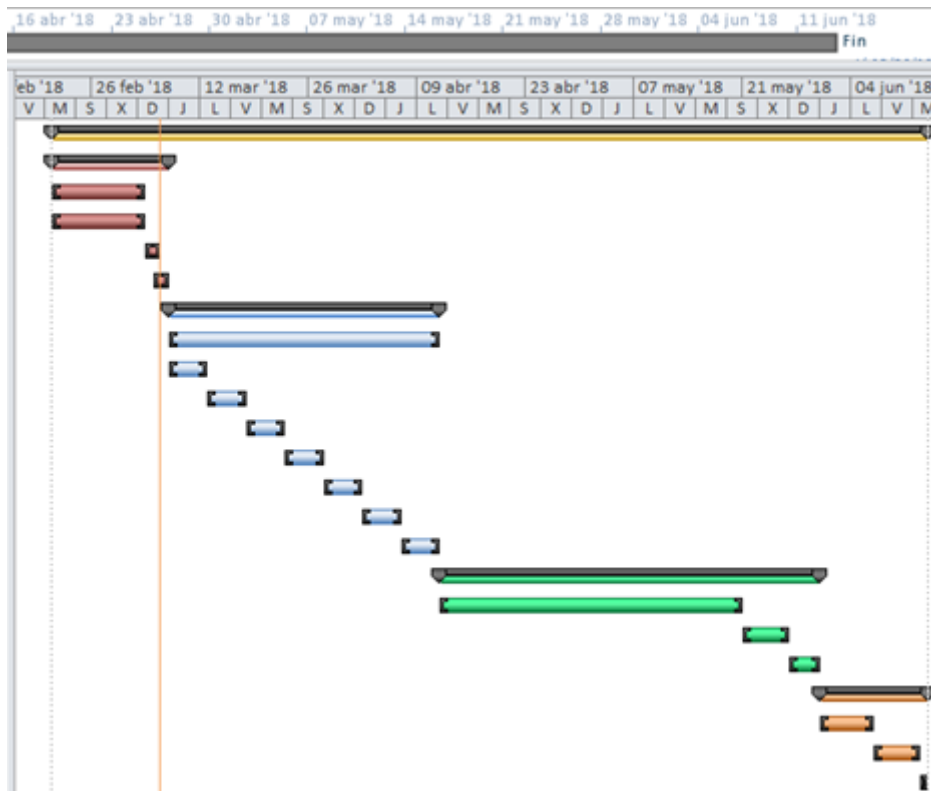 16 abr '18 23 abr '18 30 abr '18 07 may '18 14 may '18 21 may '18 28 may '18 04 jun '18 11 jun '18
Fin
eb '18 26 feb '18 12 mar '18 26 mar '18 09 abr '18 23 abr '18 07 may '18 21 may '18 04 jun '18
V M S X D J L V M S X D J L V M S X D J L V M S X D J L V M